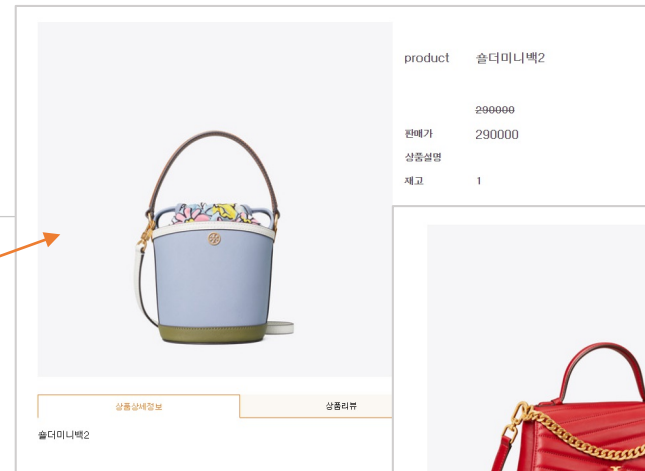 product 숄더미니백2
290000
판매가 290000
상품설명
재고 1
상품상세정보 상품리뷰
숄더미니백2